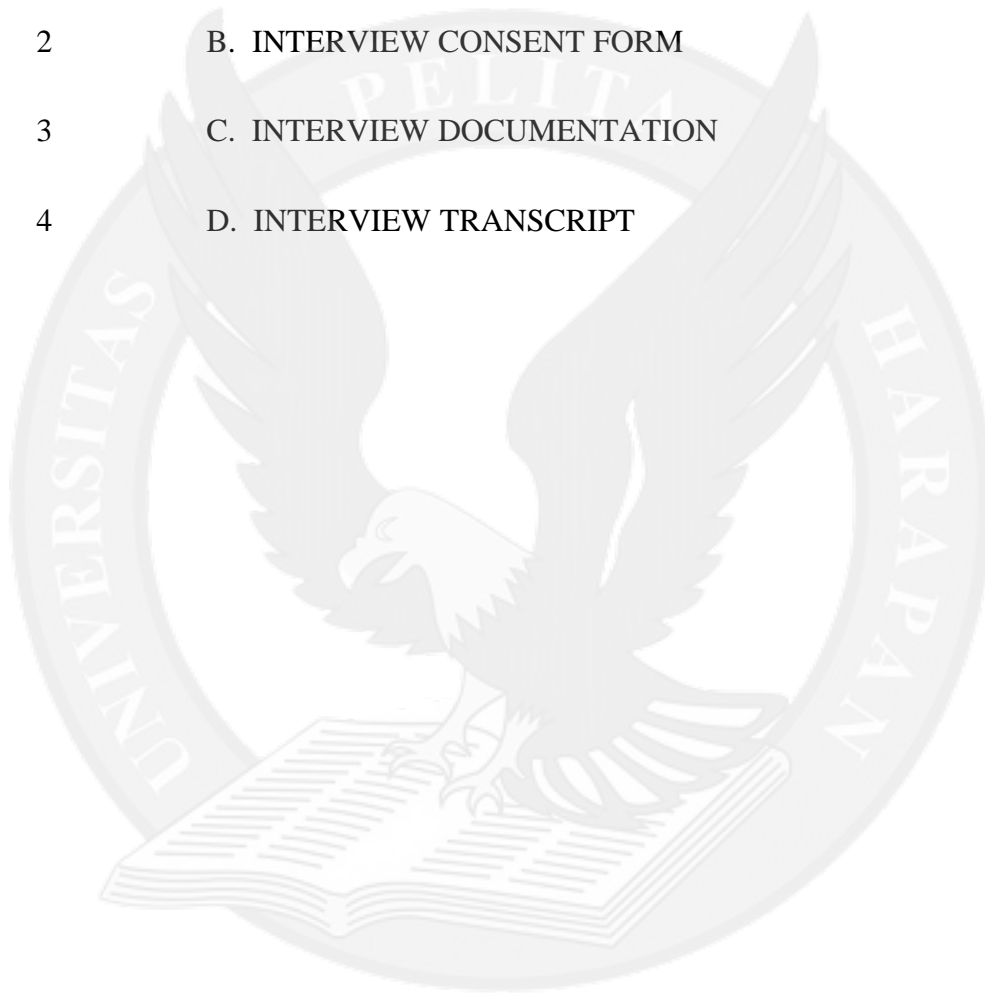 2 B. INTERVIEW CONSENT FORM
PELITA
3 C. INTERVIEW DOCUMENTATION
4 D. INTERVIEW TRANSCRIPT
UNIVERSITAS
HARAPAN